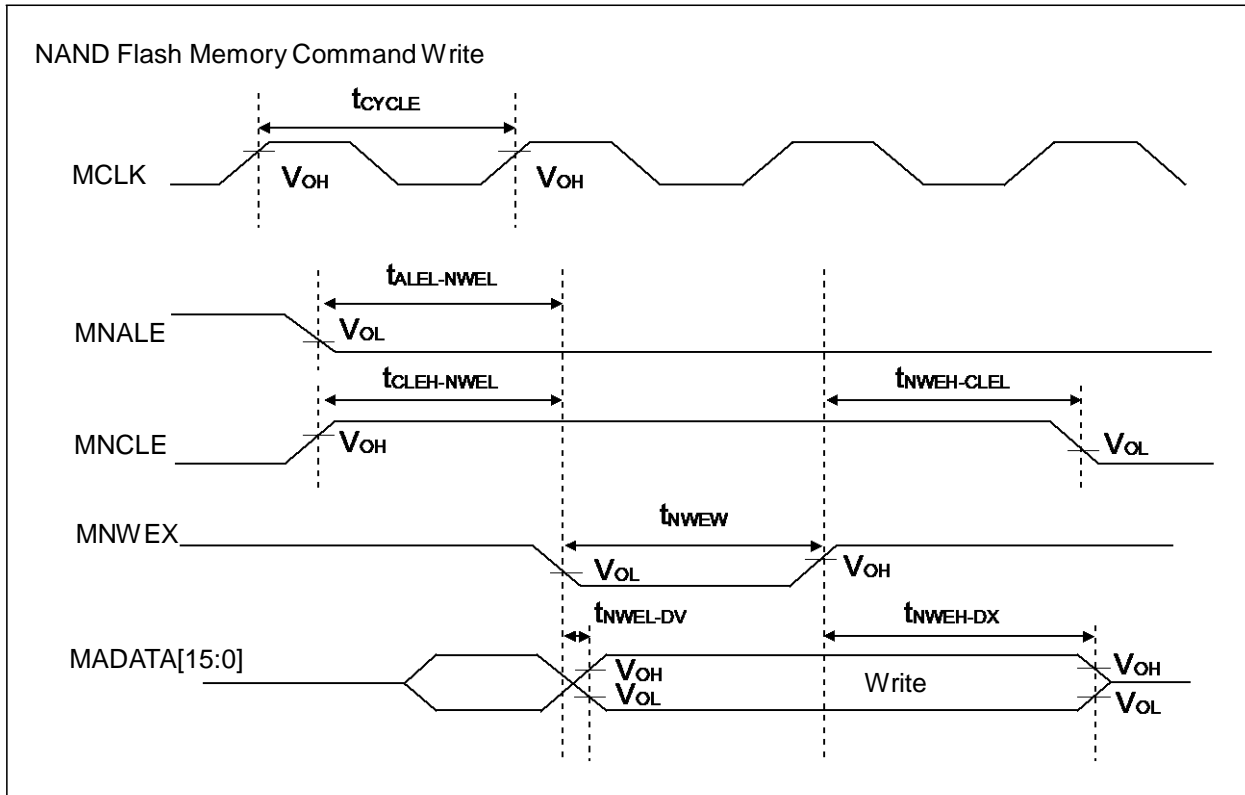 NAND Flash Memory Command Write
tCYCLE
MCLK
VOH
VOH
tALEL-NWEL
MNALE
VOL
tCLEH-NWEL
tNWEH-CLEL
MNCLE
VOH
VOL
tNWEW
MNWEX
VOL
VOH
tNWEL-DV
tNWEH-DX
MADATA[15:0]
VOH
VOL
Write
VOH
VOL